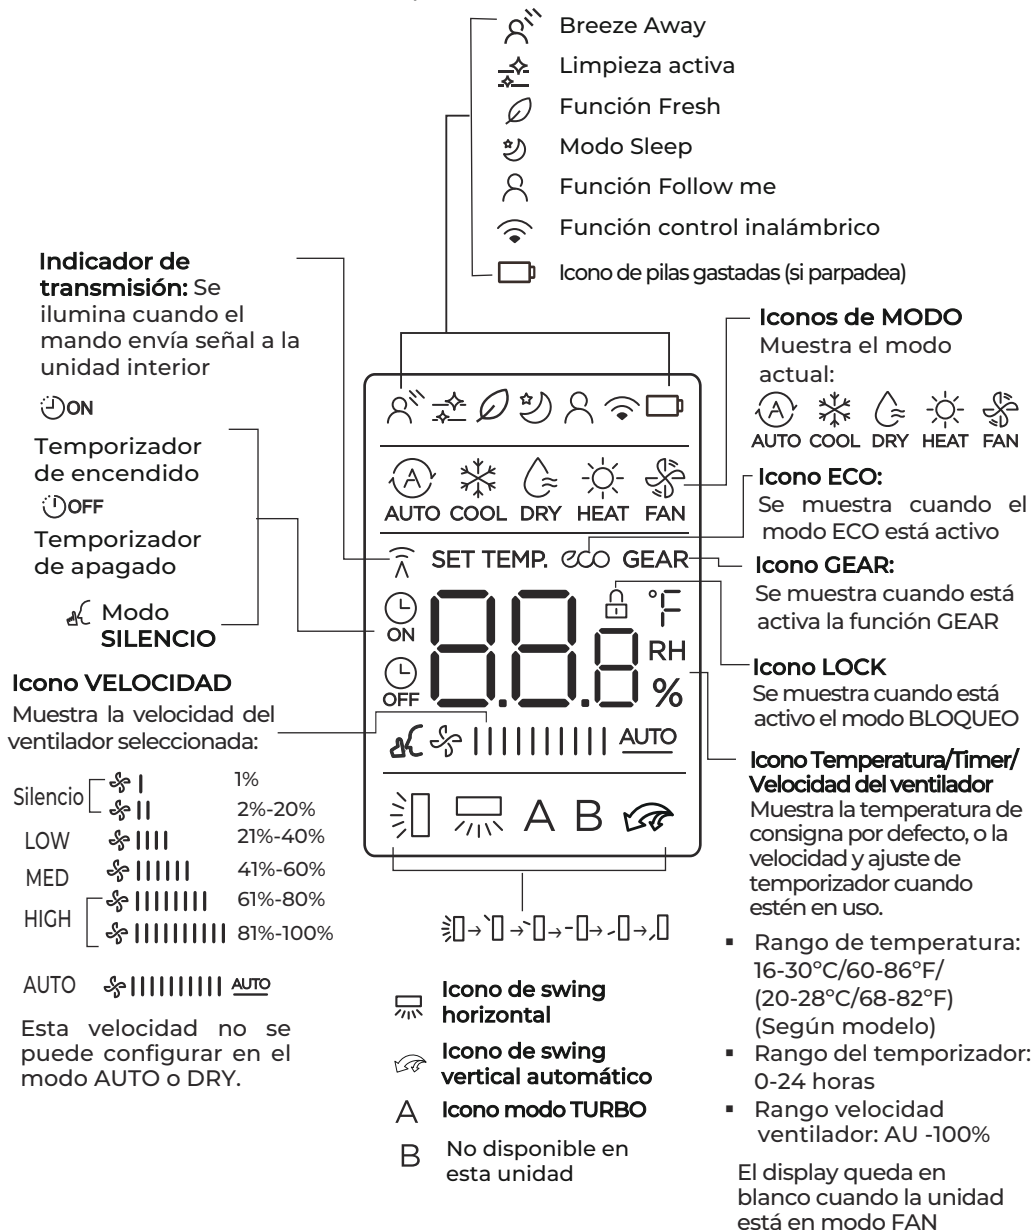 Breeze Away
Limpieza activa
Función Fresh
Modo Sleep
Función Follow me
Función control inalámbrico
Icono de pilas gastadas (si parpadea)
Indicador de
transmisión: Se
ilumina cuando el
mando envía señal a la
unidad interior
ON
Temporizador
de encendido
OFF
Temporizador
de apagado
Modo
SILENCIO
Icono VELOCIDAD
Muestra la velocidad del
ventilador seleccionada:
Silencio
1%
2%-20%
LOW 21%-40%
MED 41%-60%
HIGH
61%-80%
81%-100%
AUTO AUTO
Esta velocidad no se
puede configurar en el
modo AUTO o DRY.
A
AUTO COOL DRY HEAT FAN
SET TEMP. eco GEAR
ON
OFF
88.8
°F
RH
%
AUTO
A B
Icono de swing
horizontal
Icono de swing
vertical automático
A Icono modo TURBO
B No disponible en
esta unidad
Iconos de MODO
Muestra el modo
actual:
A
AUTO COOL DRY HEAT FAN
Icono ECO:
Se muestra cuando el
modo ECO está activo
Icono GEAR:
Se muestra cuando está
activa la función GEAR
Icono LOCK
Se muestra cuando está
activo el modo BLOQUEO
Icono Temperatura/Timer/
Velocidad del ventilador
Muestra la temperatura de
consigna por defecto, o la
velocidad y ajuste de
temporizador cuando
estén en uso.
▪ Rango de temperatura:
16-30°C/60-86°F/
(20-28°C/68-82°F)
(Según modelo)
▪ Rango del temporizador:
0-24 horas
▪ Rango velocidad
ventilador: AU -100%
El display queda en
blanco cuando la unidad
está en modo FAN